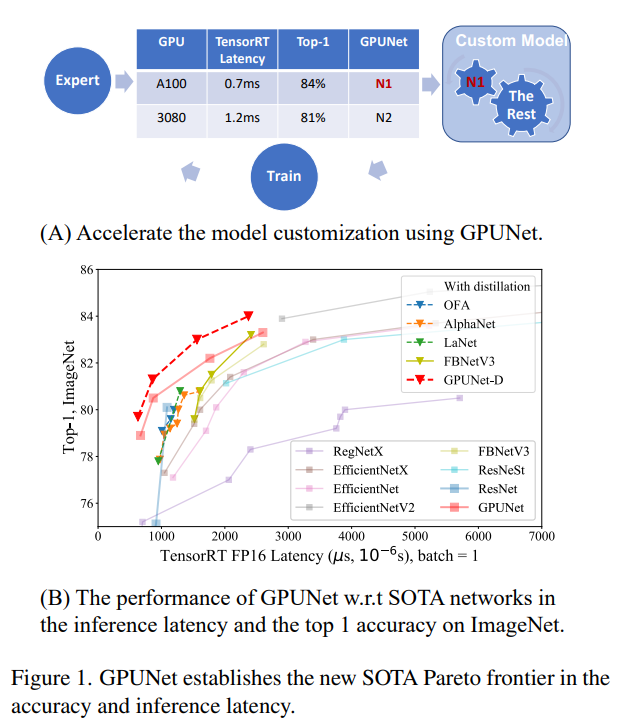 Expert
GPU TensorRT Latency Top-1 GPUNet
A100 0.7ms 84% N1
3080 1.2ms 81% N2
Custom Model
N1
The
Rest
Train
(A) Accelerate the model customization using GPUNet.
86
84
82
80
78
76
Top-1, ImageNet
With distillation
OFA
AlphaNet
LaNet
FBNetV3
GPUNet-D
RegNetX
EfficientNetX
EfficientNet
EfficientNetV2
FBNetV3
ResNeSt
ResNet
GPUNet
0 1000 2000 3000 4000 5000 6000 7000
TensorRT FP16 Latency (μs, 10⁻⁶s), batch = 1
(B) The performance of GPUNet w.r.t SOTA networks in
the inference latency and the top 1 accuracy on ImageNet.
Figure 1. GPUNet establishes the new SOTA Pareto frontier in the
accuracy and inference latency.